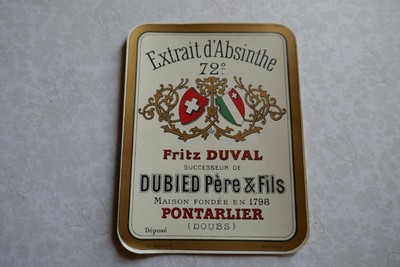 Extrait d'Absinthe
72°
Fritz DUVAL
SUCCESSEUR DE
DUBIED Père & Fils
MAISON FONDÉE EN 1798
PONTARLIER
(DOUBS)
Déposé